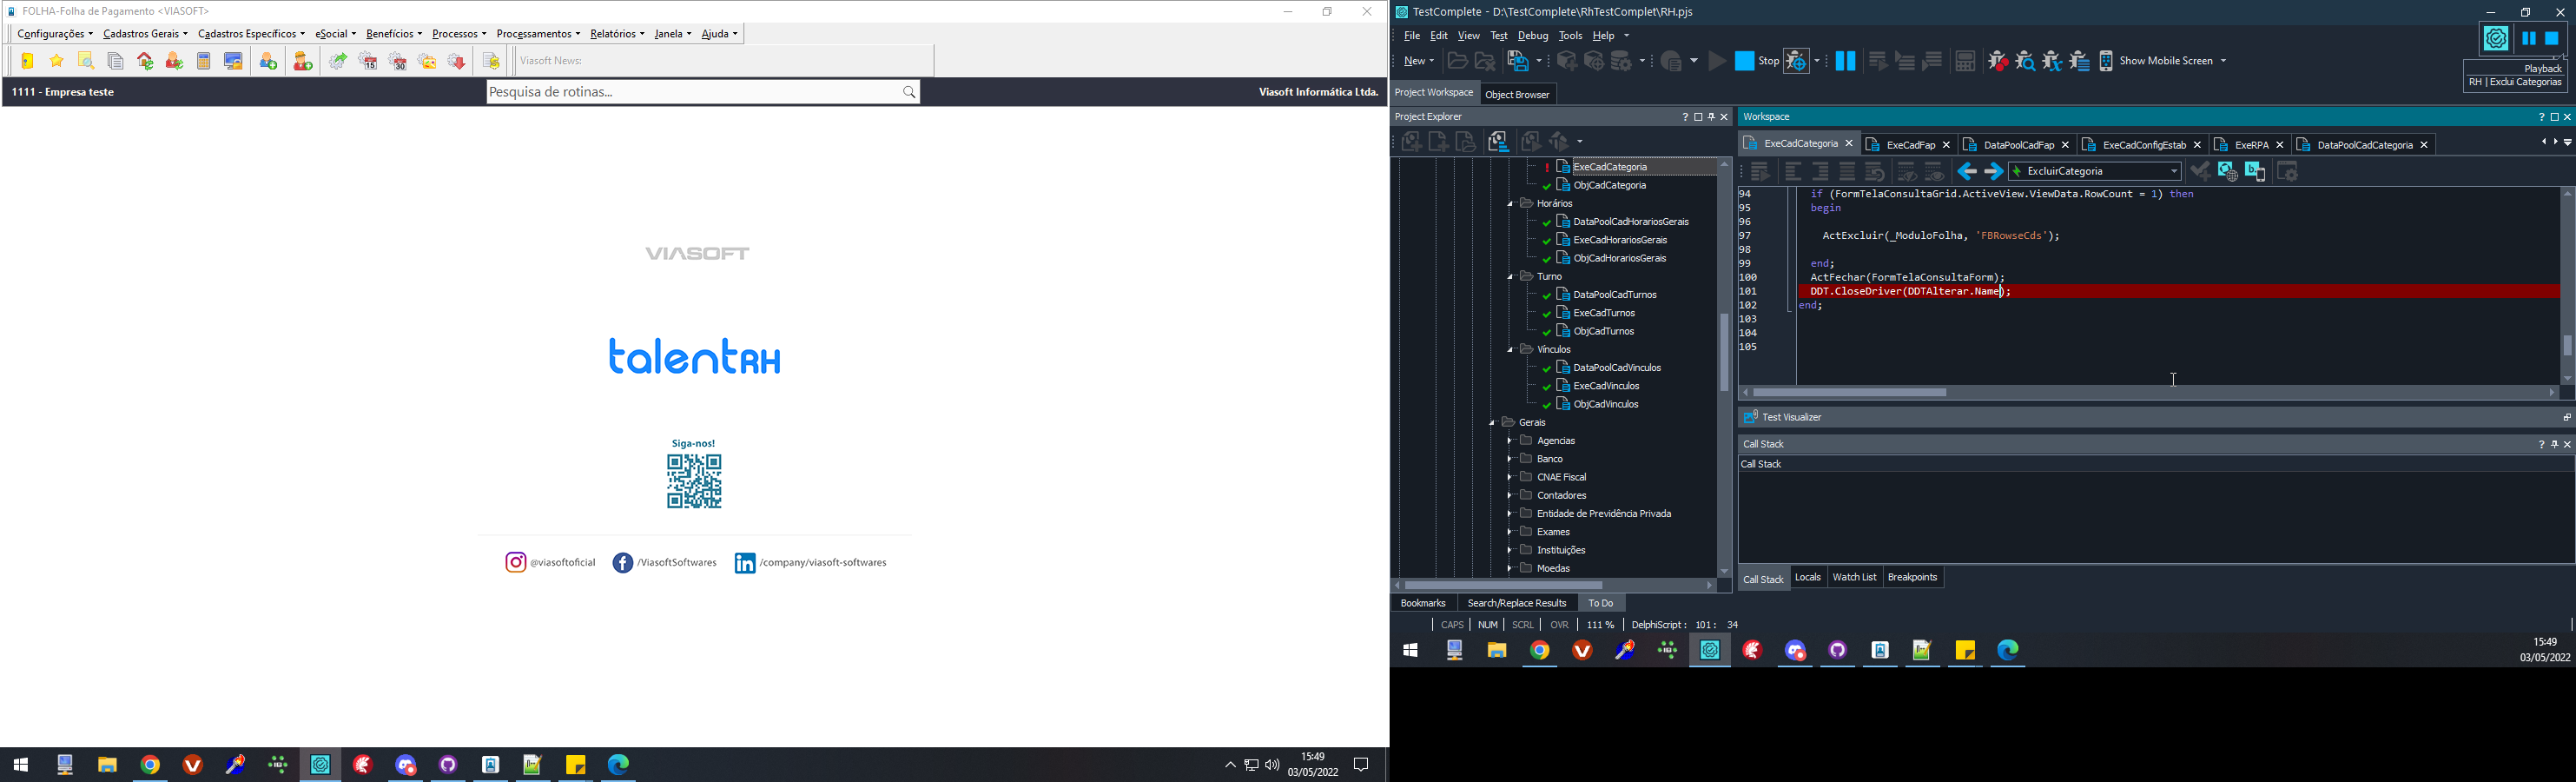 FOLHA-Folha de Pagamento <VIASOFT>
Configurações Cadastros Gerais Cadastros Específicos eSocial Benefícios Processos Processamentos Relatórios Janela Ajuda
15 30 Viasoft News:
1111 - Empresa teste
Pesquisa de rotinas...
Viasoft Informática Ltda.
VIASOFT
talentRH
Siga-nos!
@viasoftoficial /ViasoftSoftwares /company/viasoft-softwares
15:49
03/05/2022
TestComplete - D:\TestComplete\RhTestComplet\RH.pjs
File Edit View Test Debug Tools Help
New Stop Show Mobile Screen
Playback
RH | Exclui Categorias
Project Workspace Object Browser
Project Explorer
ExeCadCategoria
ObjCadCategoria
Horários
DataPoolCadHorariosGerais
ExeCadHorariosGerais
ObjCadHorariosGerais
Turno
DataPoolCadTurnos
ExeCadTurnos
ObjCadTurnos
Vínculos
DataPoolCadVinculos
ExeCadVinculos
ObjCadVinculos
Gerais
Agencias
Banco
CNAE Fiscal
Contadores
Entidade de Previdência Privada
Exames
Instituições
Moedas
Workspace
ExeCadCategoria ExeCadFap DataPoolCadFap ExeCadConfigEstab ExeRPA DataPoolCadCategoria
ExcluirCategoria
94 if (FormTelaConsultaGrid.ActiveView.ViewData.RowCount = 1) then
95 begin
96
97 ActExcluir(_ModuloFolha, 'FBRowseCds');
98
99 end;
100 ActFechar(FormTelaConsultaForm);
101 DDT.CloseDriver(DDTAlterar.Name);
102 end;
103
104
105
Test Visualizer
Call Stack
Call Stack
Call Stack Locals Watch List Breakpoints
Bookmarks Search/Replace Results To Do
CAPS NUM SCRL OVR 111 % DelphiScript : 101 : 34
15:49
03/05/2022